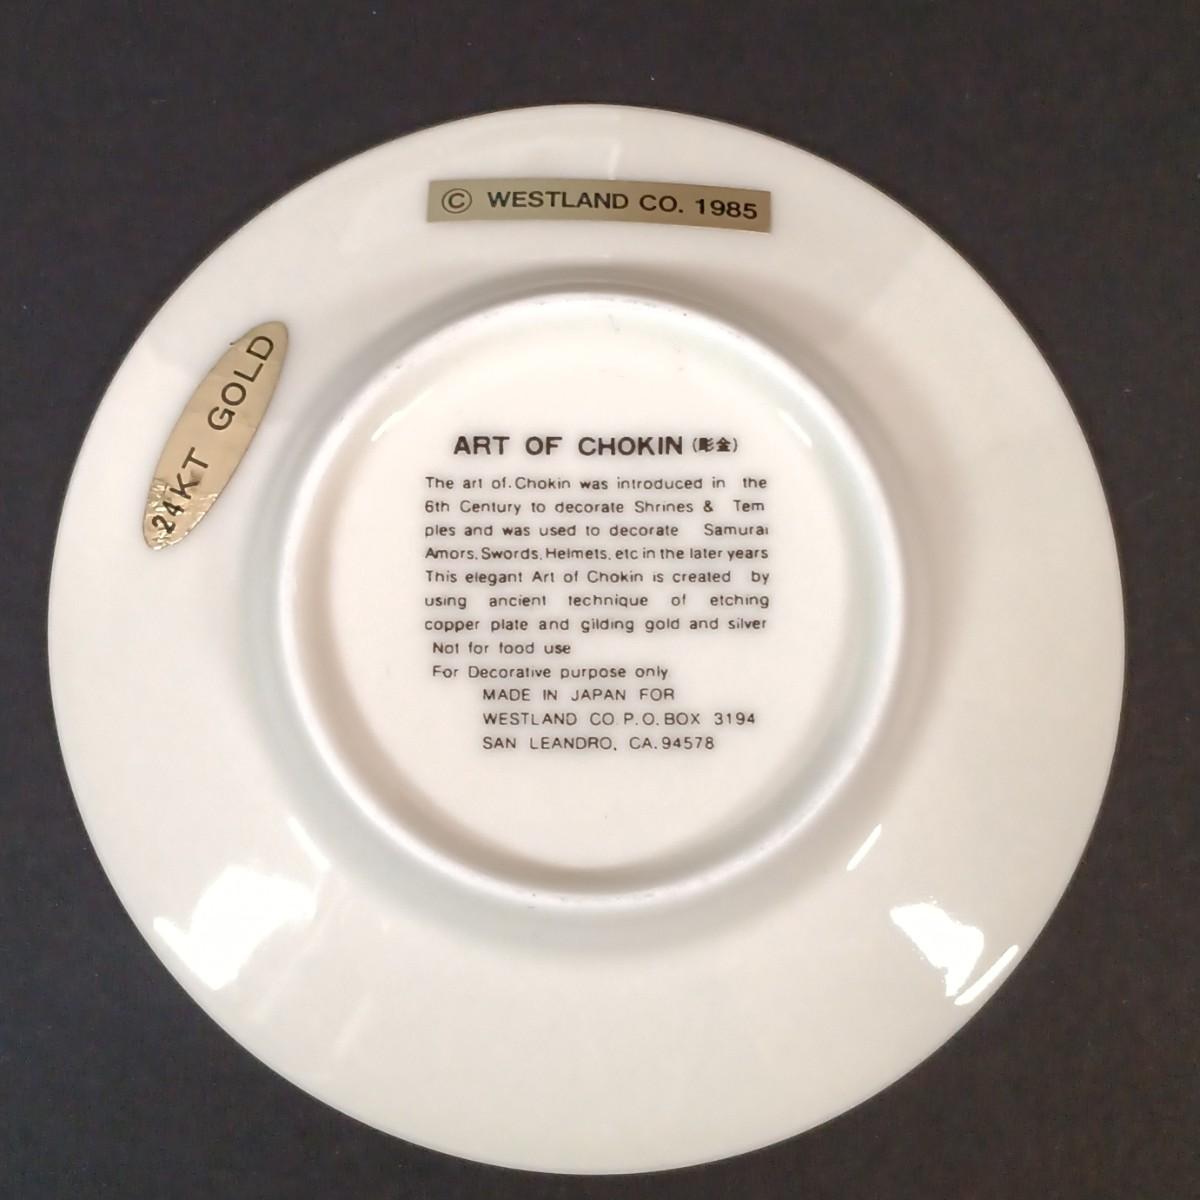 © WESTLAND CO. 1985
24KT GOLD
ART OF CHOKIN (彫金)
The art of. Chokin was introduced in the
6th Century to decorate Shrines & Tem
ples and was used to decorate Samurai
Amors, Swords, Helmets, etc in the later years
This elegant Art of Chokin is created by
using ancient technique of etching
copper plate and gilding gold and silver
Not for food use
For Decorative purpose only
MADE IN JAPAN FOR
WESTLAND CO. P.O. BOX 3194
SAN LEANDRO, CA. 94578